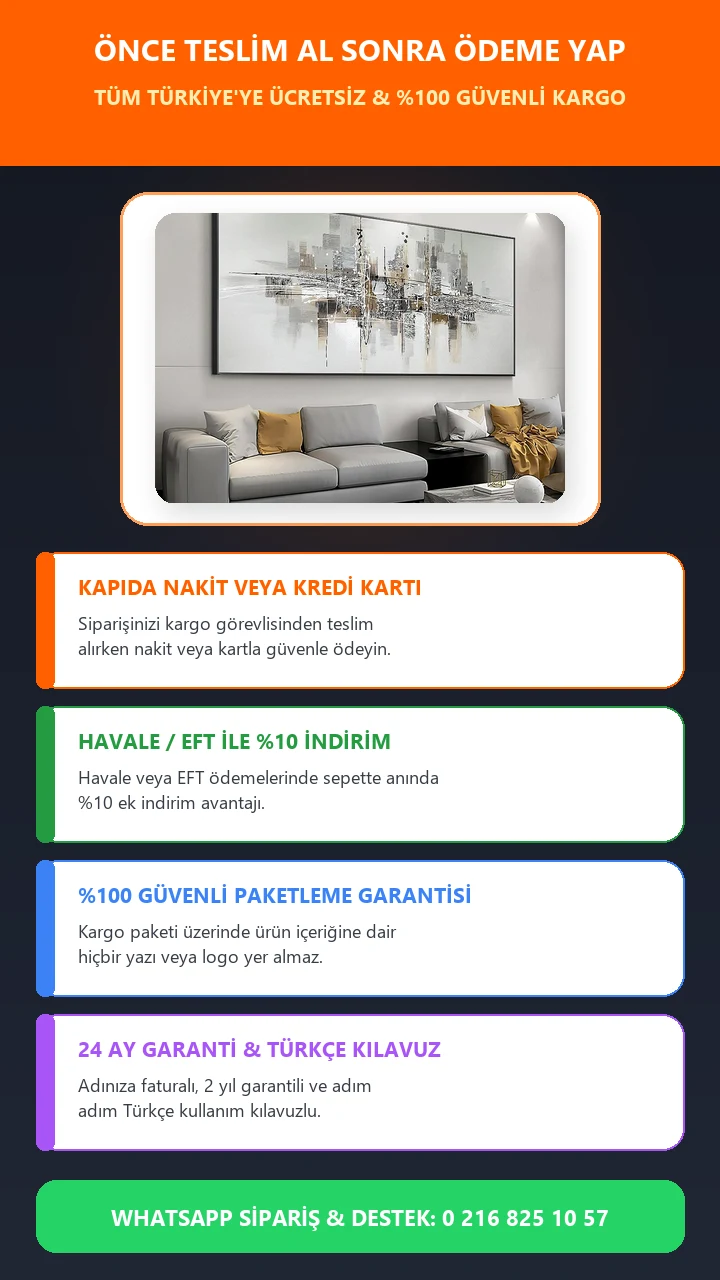 ÖNCE TESLİM AL SONRA ÖDEME YAP
TÜM TÜRKİYE'YE ÜCRETSİZ & %100 GÜVENLİ KARGO
KAPIDA NAKİT VEYA KREDİ KARTI
Siparişinizi kargo görevlisinden teslim
alırken nakit veya kartla güvenle ödeyin.
HAVALE / EFT İLE %10 İNDİRİM
Havale veya EFT ödemelerinde sepette anında
%10 ek indirim avantajı.
%100 GÜVENLİ PAKETLEME GARANTİSİ
Kargo paketi üzerinde ürün içeriğine dair
hiçbir yazı veya logo yer almaz.
24 AY GARANTİ & TÜRKÇE KILAVUZ
Adınıza faturalı, 2 yıl garantili ve adım
adım Türkçe kullanım kılavuzlu.
WHATSAPP SİPARİŞ & DESTEK: 0 216 825 10 57